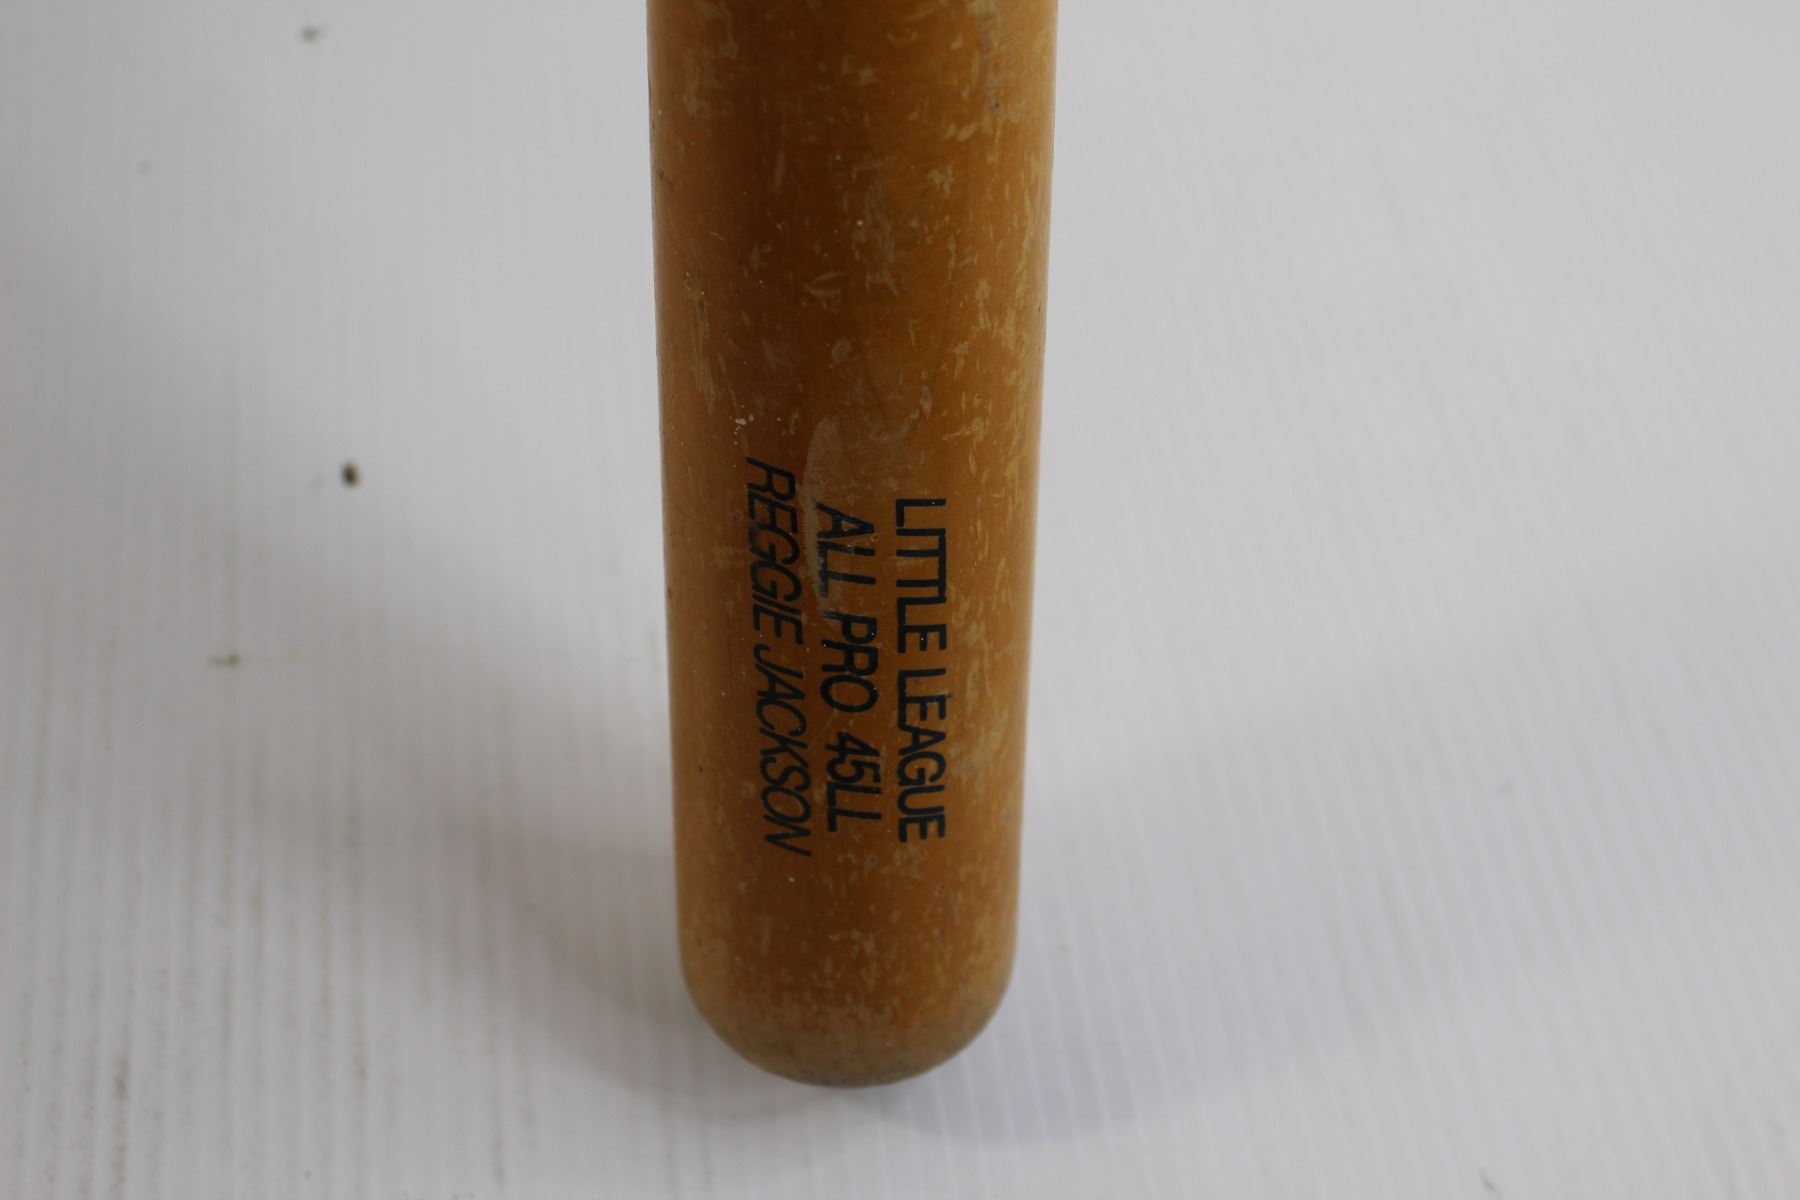 LITTLE LEAGUE
ALL PRO 45LL
REGGIE JACKSON